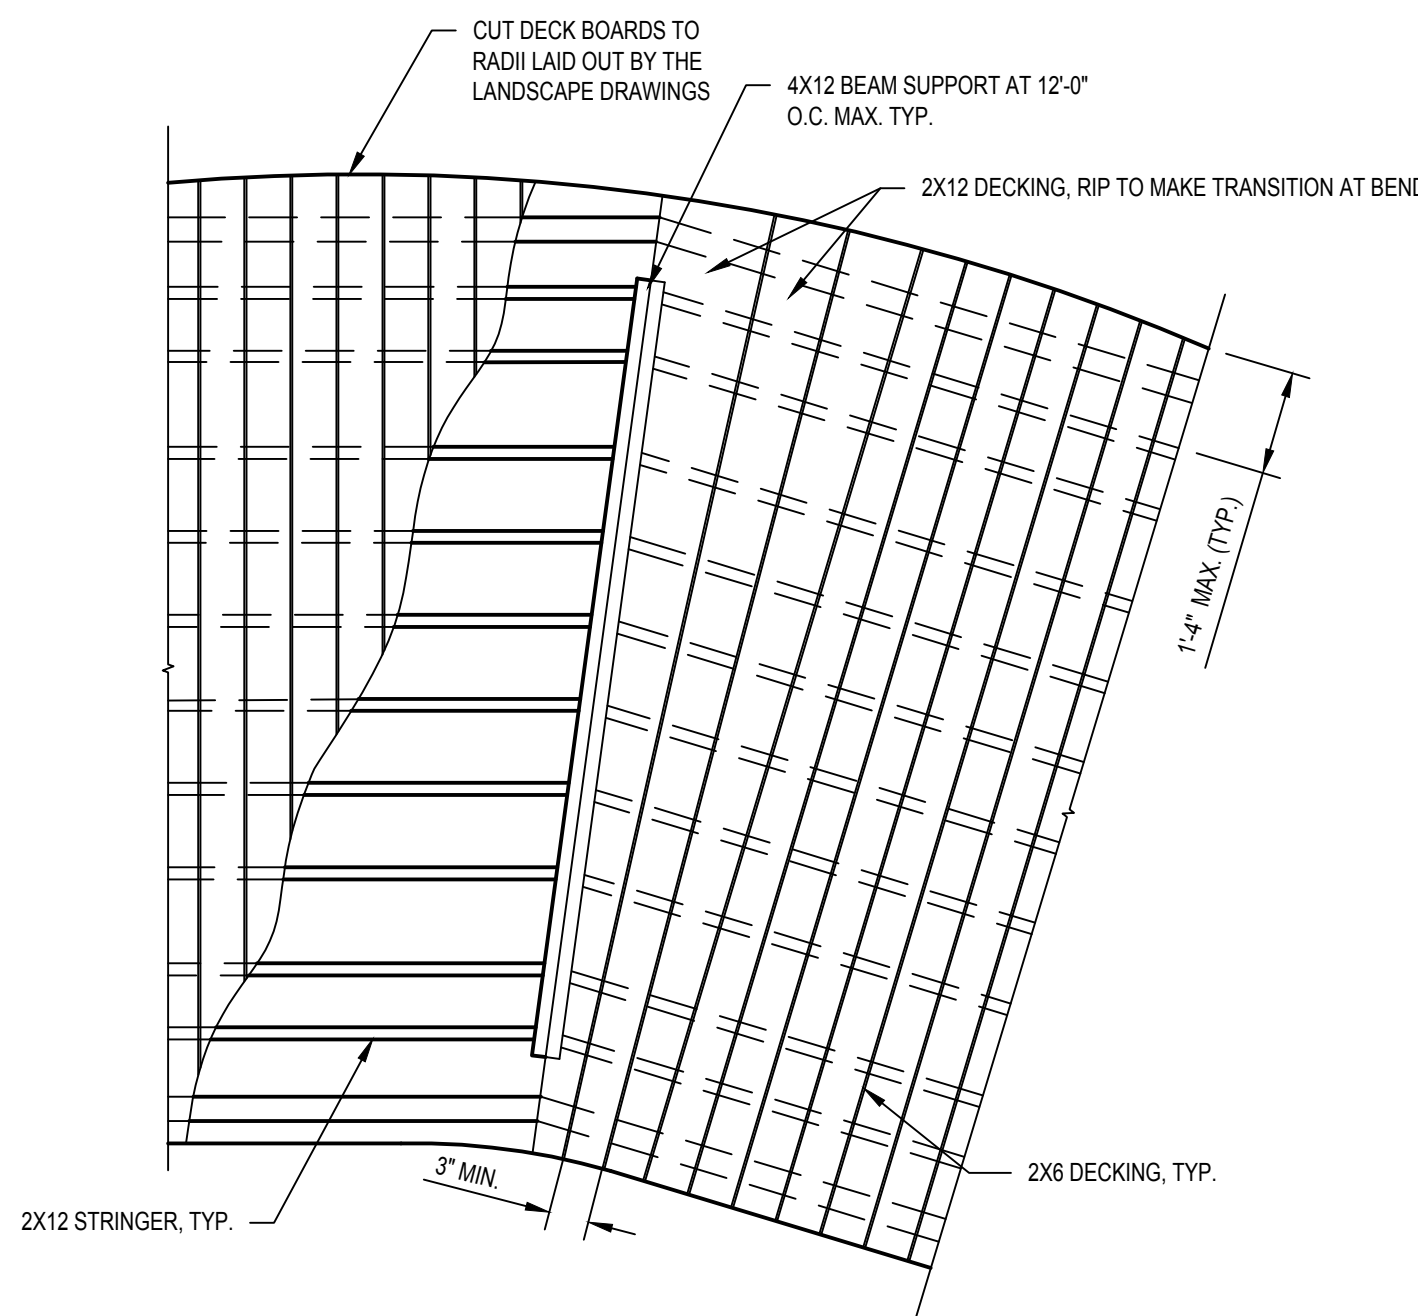 CUT DECK BOARDS TO
RADII LAID OUT BY THE
LANDSCAPE DRAWINGS
4X12 BEAM SUPPORT AT 12'-0"
O.C. MAX. TYP.
2X12 DECKING, RIP TO MAKE TRANSITION AT BEND
1'-4" MAX. (TYP.)
3" MIN.
2X6 DECKING, TYP.
2X12 STRINGER, TYP.